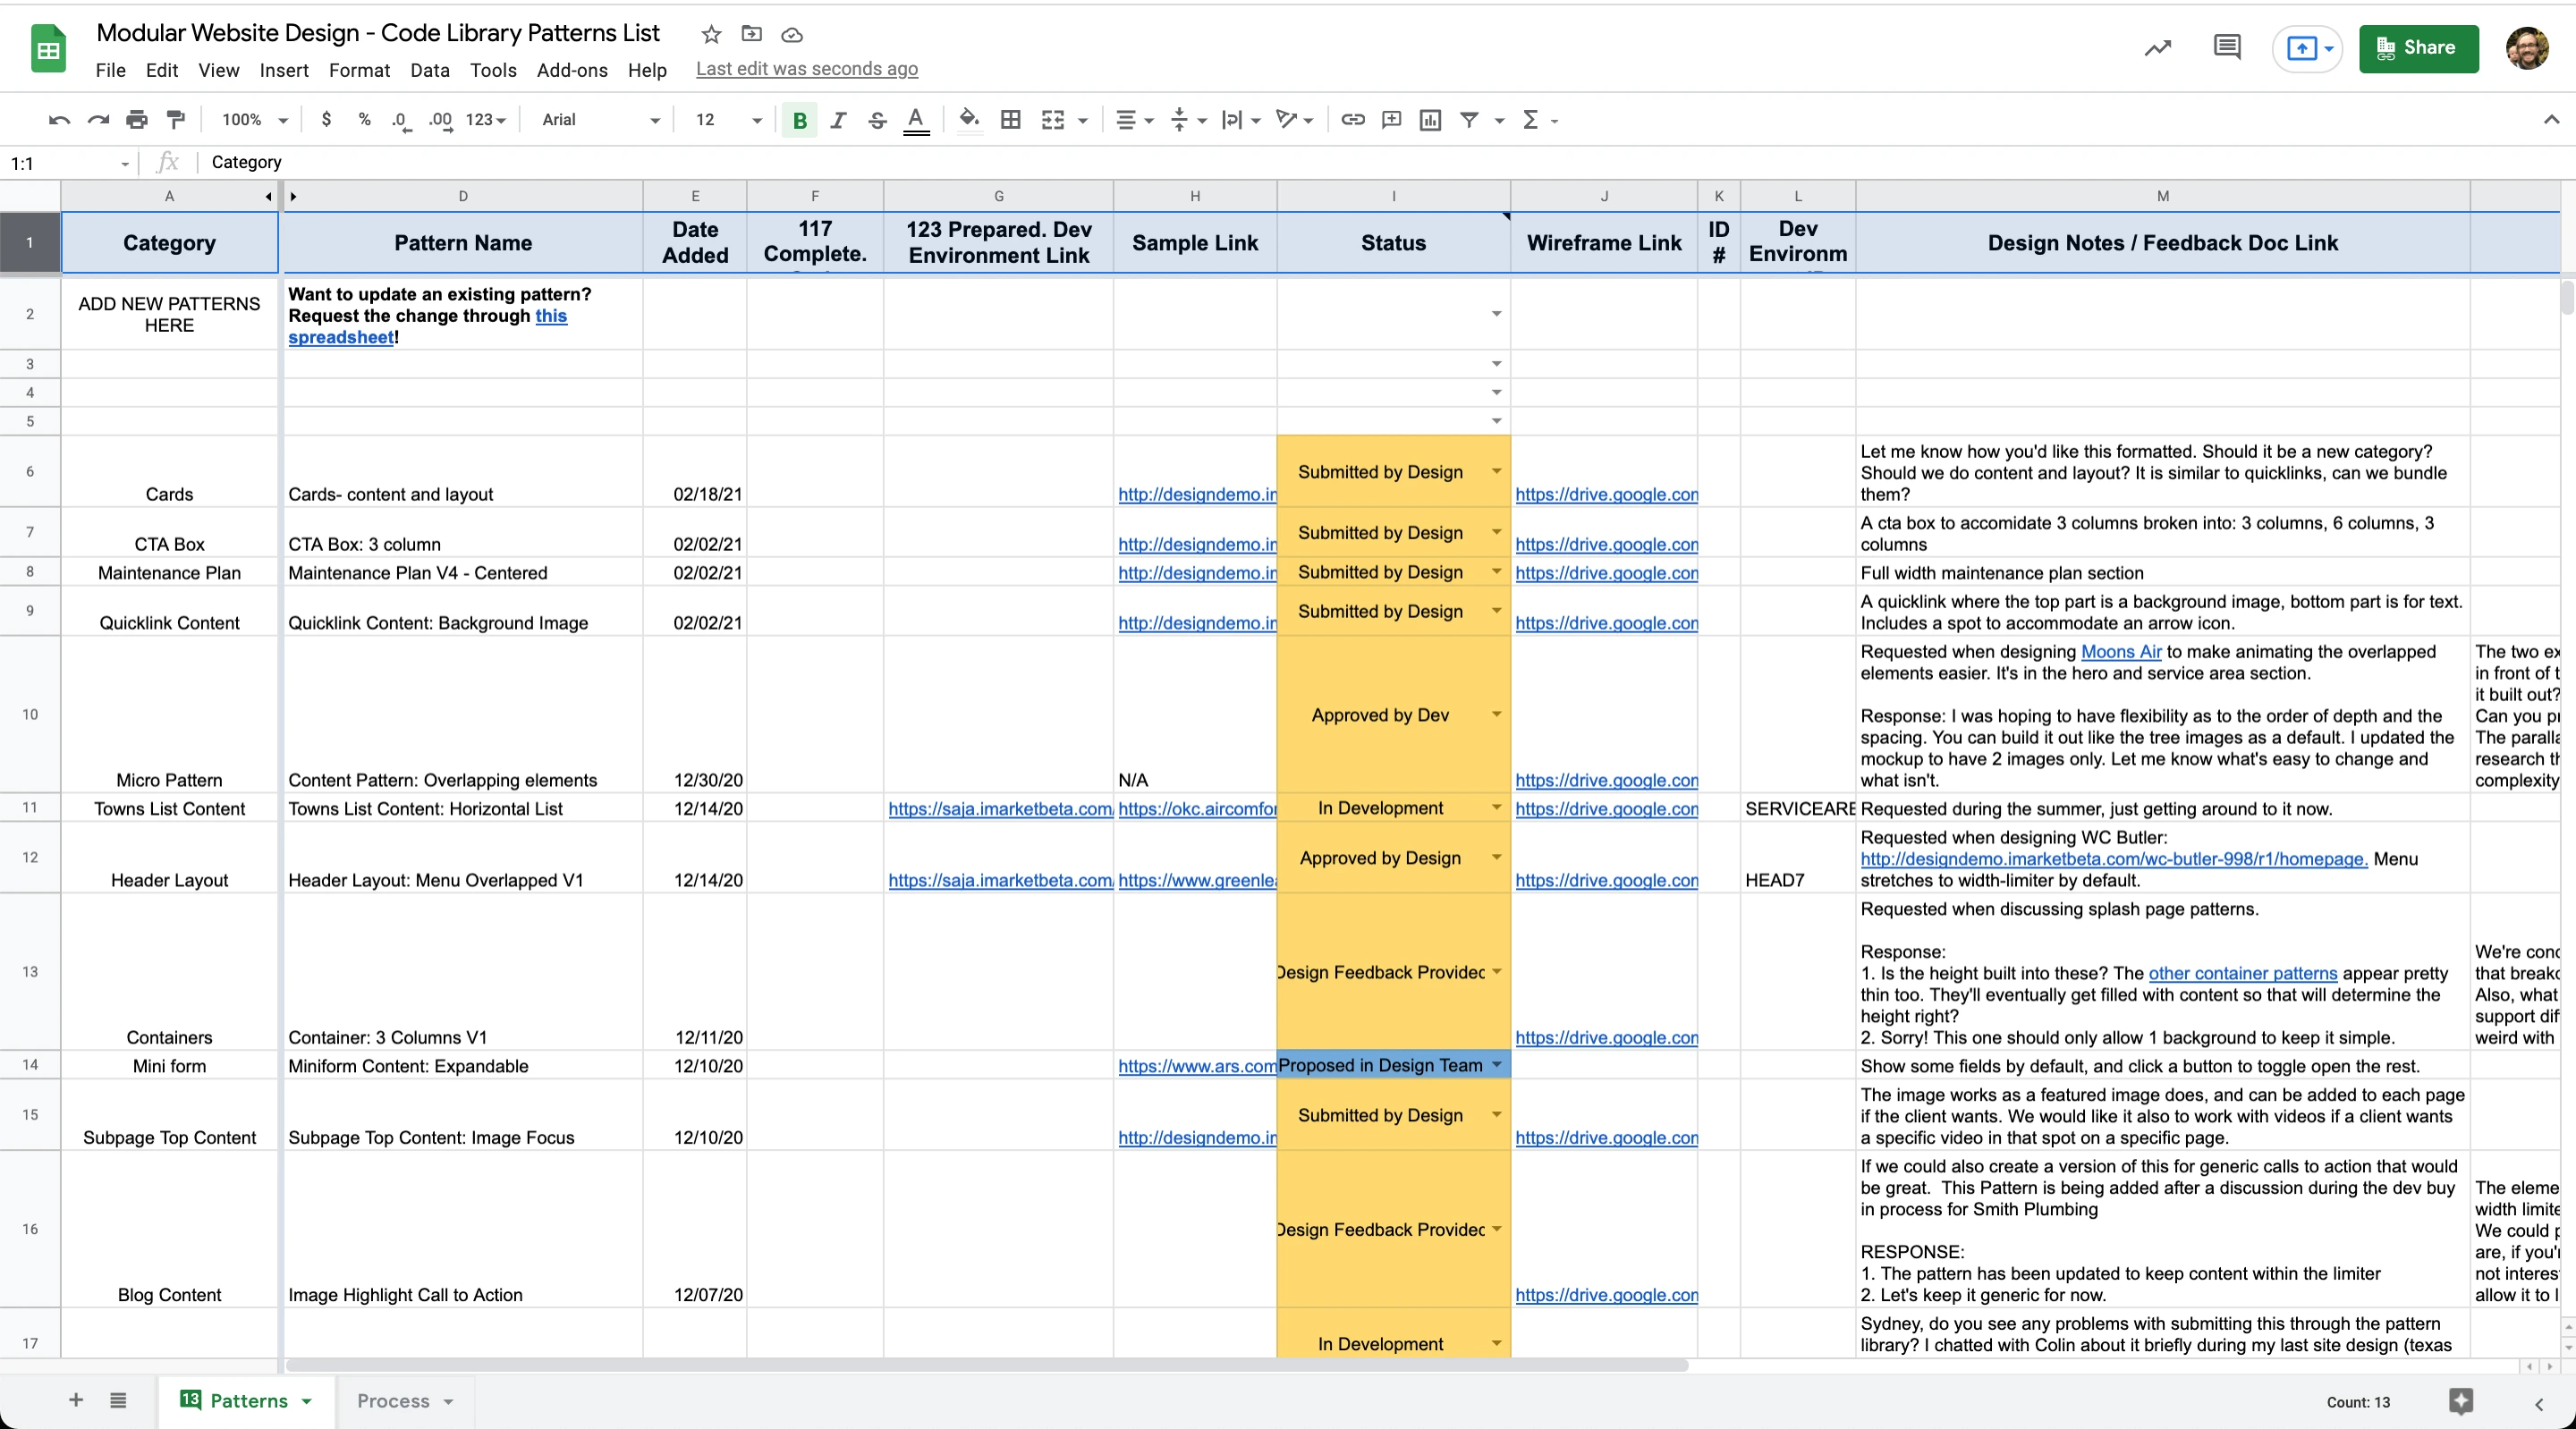 Modular Website Design - Code Library Patterns List
File Edit View Insert Format Data Tools Add-ons Help Last edit was seconds ago
Share
100% $ % .0 .00 123 Arial 12 B I S A
1:1 fx Category
A D E F G H I J K L M
1 Category Pattern Name Date Added 117 Complete. 123 Prepared. Dev Environment Link Sample Link Status Wireframe Link ID # Dev Environm Design Notes / Feedback Doc Link
2 ADD NEW PATTERNS HERE
Want to update an existing pattern?
Request the change through this
spreadsheet!
3
4
5
6 Cards Cards- content and layout 02/18/21 http://designdemo.in Submitted by Design https://drive.google.con
Let me know how you'd like this formatted. Should it be a new category?
Should we do content and layout? It is similar to quicklinks, can we bundle
them?
7 CTA Box CTA Box: 3 column 02/02/21 http://designdemo.in Submitted by Design https://drive.google.con
A cta box to accomidate 3 columns broken into: 3 columns, 6 columns, 3
columns
8 Maintenance Plan Maintenance Plan V4 - Centered 02/02/21 http://designdemo.in Submitted by Design https://drive.google.con Full width maintenance plan section
9 Quicklink Content Quicklink Content: Background Image 02/02/21 http://designdemo.in Submitted by Design https://drive.google.con
A quicklink where the top part is a background image, bottom part is for text.
Includes a spot to accommodate an arrow icon.
10 Micro Pattern Content Pattern: Overlapping elements 12/30/20 N/A Approved by Dev https://drive.google.con
Requested when designing Moons Air to make animating the overlapped
elements easier. It's in the hero and service area section.
Response: I was hoping to have flexibility as to the order of depth and the
spacing. You can build it out like the tree images as a default. I updated the
mockup to have 2 images only. Let me know what's easy to change and
what isn't.
The two ex
in front of t
it built out?
Can you pr
The paralla
research th
complexity
11 Towns List Content Towns List Content: Horizontal List 12/14/20 https://saja.imarketbeta.com/ https://okc.aircomfor In Development https://drive.google.con SERVICEARE Requested during the summer, just getting around to it now.
12 Header Layout Header Layout: Menu Overlapped V1 12/14/20 https://saja.imarketbeta.com/ https://www.greenlea Approved by Design https://drive.google.con HEAD7
Requested when designing WC Butler:
http://designdemo.imarketbeta.com/wc-butler-998/r1/homepage. Menu
stretches to width-limiter by default.
13 Containers Container: 3 Columns V1 12/11/20 Design Feedback Provided https://drive.google.con
Requested when discussing splash page patterns.
Response:
1. Is the height built into these? The other container patterns appear pretty
thin too. They'll eventually get filled with content so that will determine the
height right?
2. Sorry! This one should only allow 1 background to keep it simple.
We're conc
that breako
Also, what
support dif
weird with
14 Mini form Miniform Content: Expandable 12/10/20 https://www.ars.com Proposed in Design Team Show some fields by default, and click a button to toggle open the rest.
15 Subpage Top Content Subpage Top Content: Image Focus 12/10/20 http://designdemo.in Submitted by Design https://drive.google.con
The image works as a featured image does, and can be added to each page
if the client wants. We would like it also to work with videos if a client wants
a specific video in that spot on a specific page.
16 Blog Content Image Highlight Call to Action 12/07/20 Design Feedback Provided https://drive.google.con
If we could also create a version of this for generic calls to action that would
be great. This Pattern is being added after a discussion during the dev buy
in process for Smith Plumbing
RESPONSE:
1. The pattern has been updated to keep content within the limiter
2. Let's keep it generic for now.
The eleme
width limite
We could p
are, if you'r
not interes
allow it to l
17 In Development
Sydney, do you see any problems with submitting this through the pattern
library? I chatted with Colin about it briefly during my last site design (texas
13 Patterns Process Count: 13